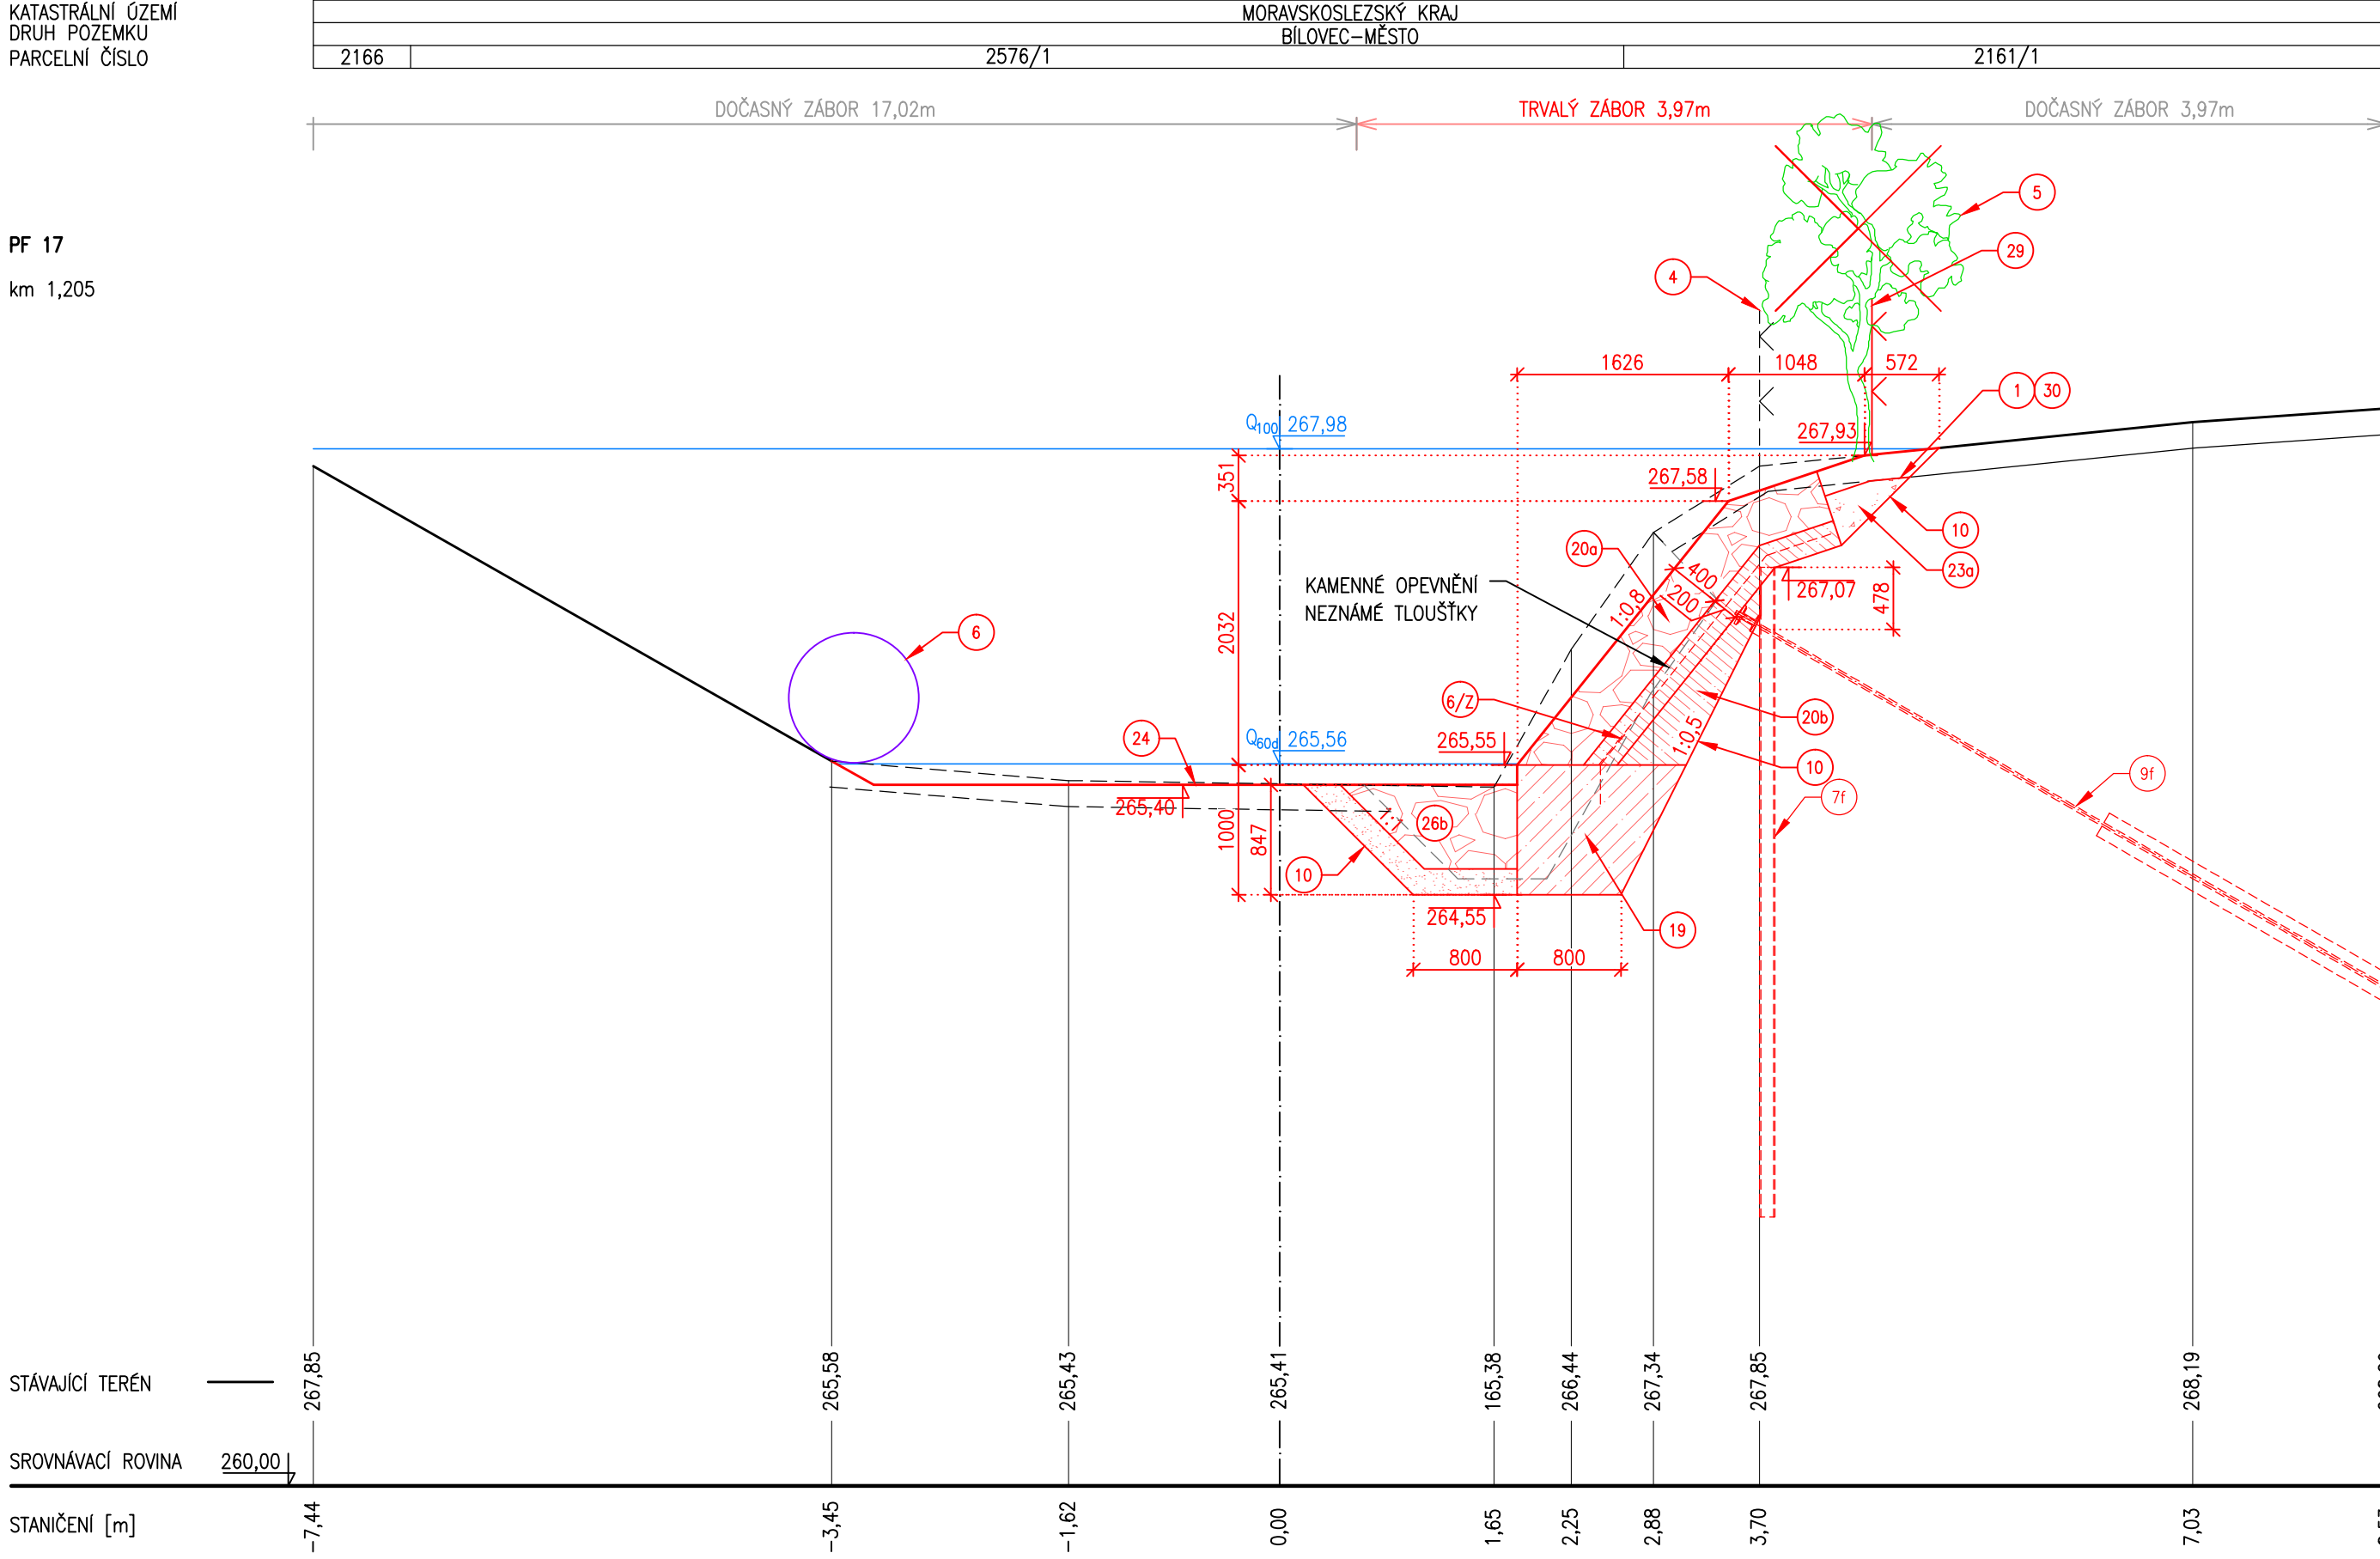 KATASTRÁLNÍ ÚZEMÍ
MORAVSKOSLEZSKÝ KRAJ
DRUH POZEMKU
BÍLOVEC–MĚSTO
PARCELNÍ ČÍSLO
2166
2576/1
2161/1
DOČASNÝ ZÁBOR 17,02m
TRVALÝ ZÁBOR 3,97m
DOČASNÝ ZÁBOR 3,97m
PF 17
km 1,205
5
29
4
1626
1048
572
1
30
Q100
267,98
267,93
351
267,58
10
20a
23a
KAMENNÉ OPEVNĚNÍ
NEZNÁMÉ TLOUŠŤKY
400
200
1:0,8
267,07
478
6
2032
6/Z
20b
1:0,5
24
Q60d
265,56
265,55
10
9f
7f
265,40
1000
847
1:1
26b
10
264,55
19
800
800
STÁVAJÍCÍ TERÉN
267,85
265,58
265,43
265,41
165,38
266,44
267,34
267,85
268,19
SROVNÁVACÍ ROVINA
260,00
STANIČENÍ [m]
-7,44
-3,45
-1,62
0,00
1,65
2,25
2,88
3,70
7,03